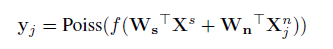 y_j = Poiss(f(W_s^⊤X^s + W_n^⊤X_j^n))